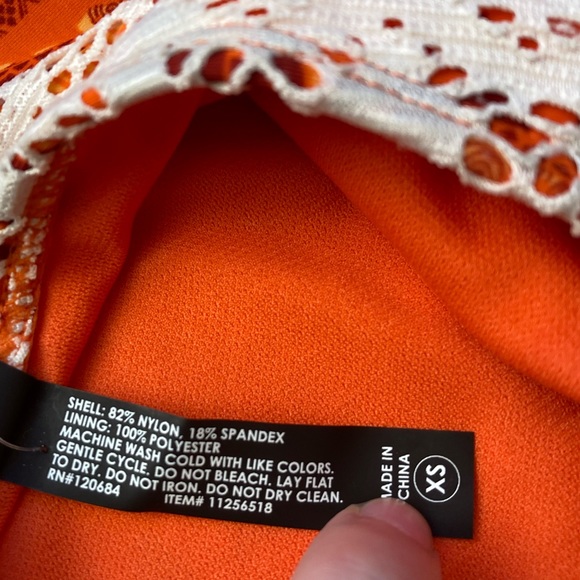 SHELL: 82% NYLON, 18% SPANDEX
LINING: 100% POLYESTER
MACHINE WASH COLD WITH LIKE COLORS.
GENTLE CYCLE. DO NOT BLEACH. LAY FLAT
TO DRY. DO NOT IRON. DO NOT DRY CLEAN.
RN#120684
ITEM# 11256518
MADE IN
CHINA
XS